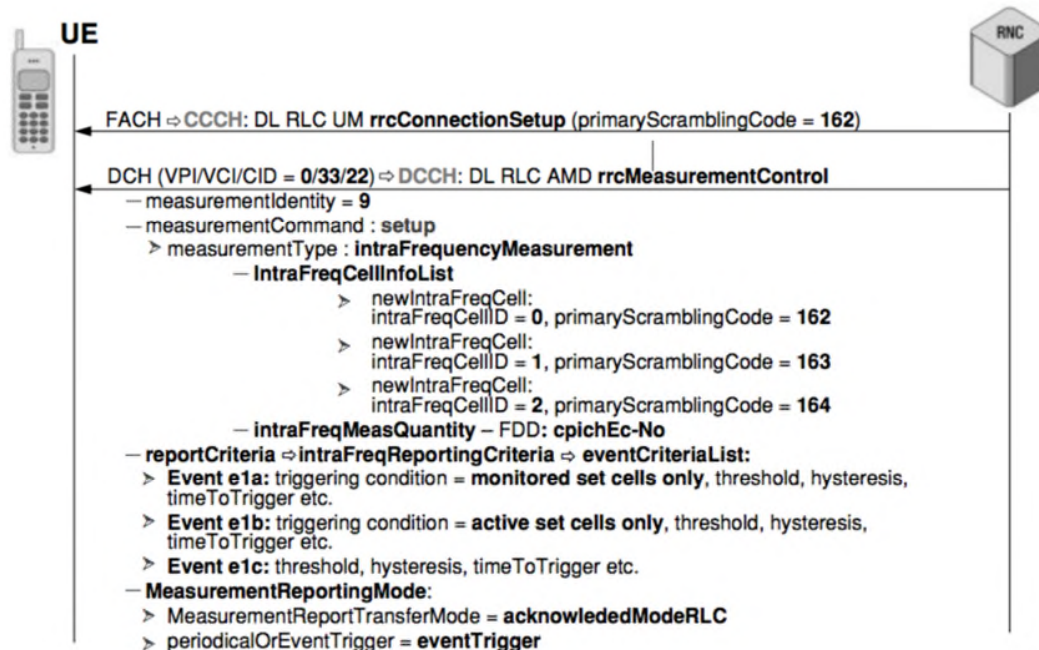 UE
RNC
FACH ⇨ CCCH: DL RLC UM rrcConnectionSetup (primaryScramblingCode = 162)
DCH (VPI/VCI/CID = 0/33/22) ⇨ DCCH: DL RLC AMD rrcMeasurementControl
— measurementIdentity = 9
— measurementCommand : setup
➢ measurementType : intraFrequencyMeasurement
— IntraFreqCellInfoList
➢ newIntraFreqCell:
intraFreqCellID = 0, primaryScramblingCode = 162
➢ newIntraFreqCell:
intraFreqCellID = 1, primaryScramblingCode = 163
➢ newIntraFreqCell:
intraFreqCellID = 2, primaryScramblingCode = 164
— intraFreqMeasQuantity – FDD: cpichEc-No
— reportCriteria ⇨ intraFreqReportingCriteria ⇨ eventCriteriaList:
➢ Event e1a: triggering condition = monitored set cells only, threshold, hysteresis,
timeToTrigger etc.
➢ Event e1b: triggering condition = active set cells only, threshold, hysteresis,
timeToTrigger etc.
➢ Event e1c: threshold, hysteresis, timeToTrigger etc.
— MeasurementReportingMode:
➢ MeasurementReportTransferMode = acknowlededModeRLC
➢ periodicalOrEventTrigger = eventTrigger